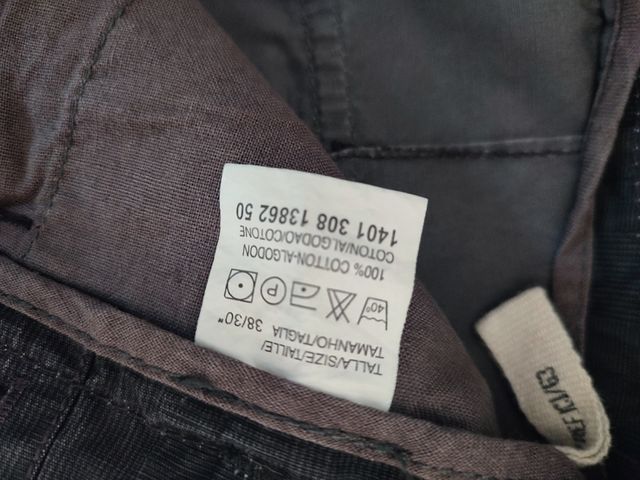 TALLA/SIZE/TAILLE/
TAMANHO/TAGLIA 38/30"
40°
P
100% COTTON-ALGODON
COTON/ALGODAO/COTONE
1401 308 13862 50